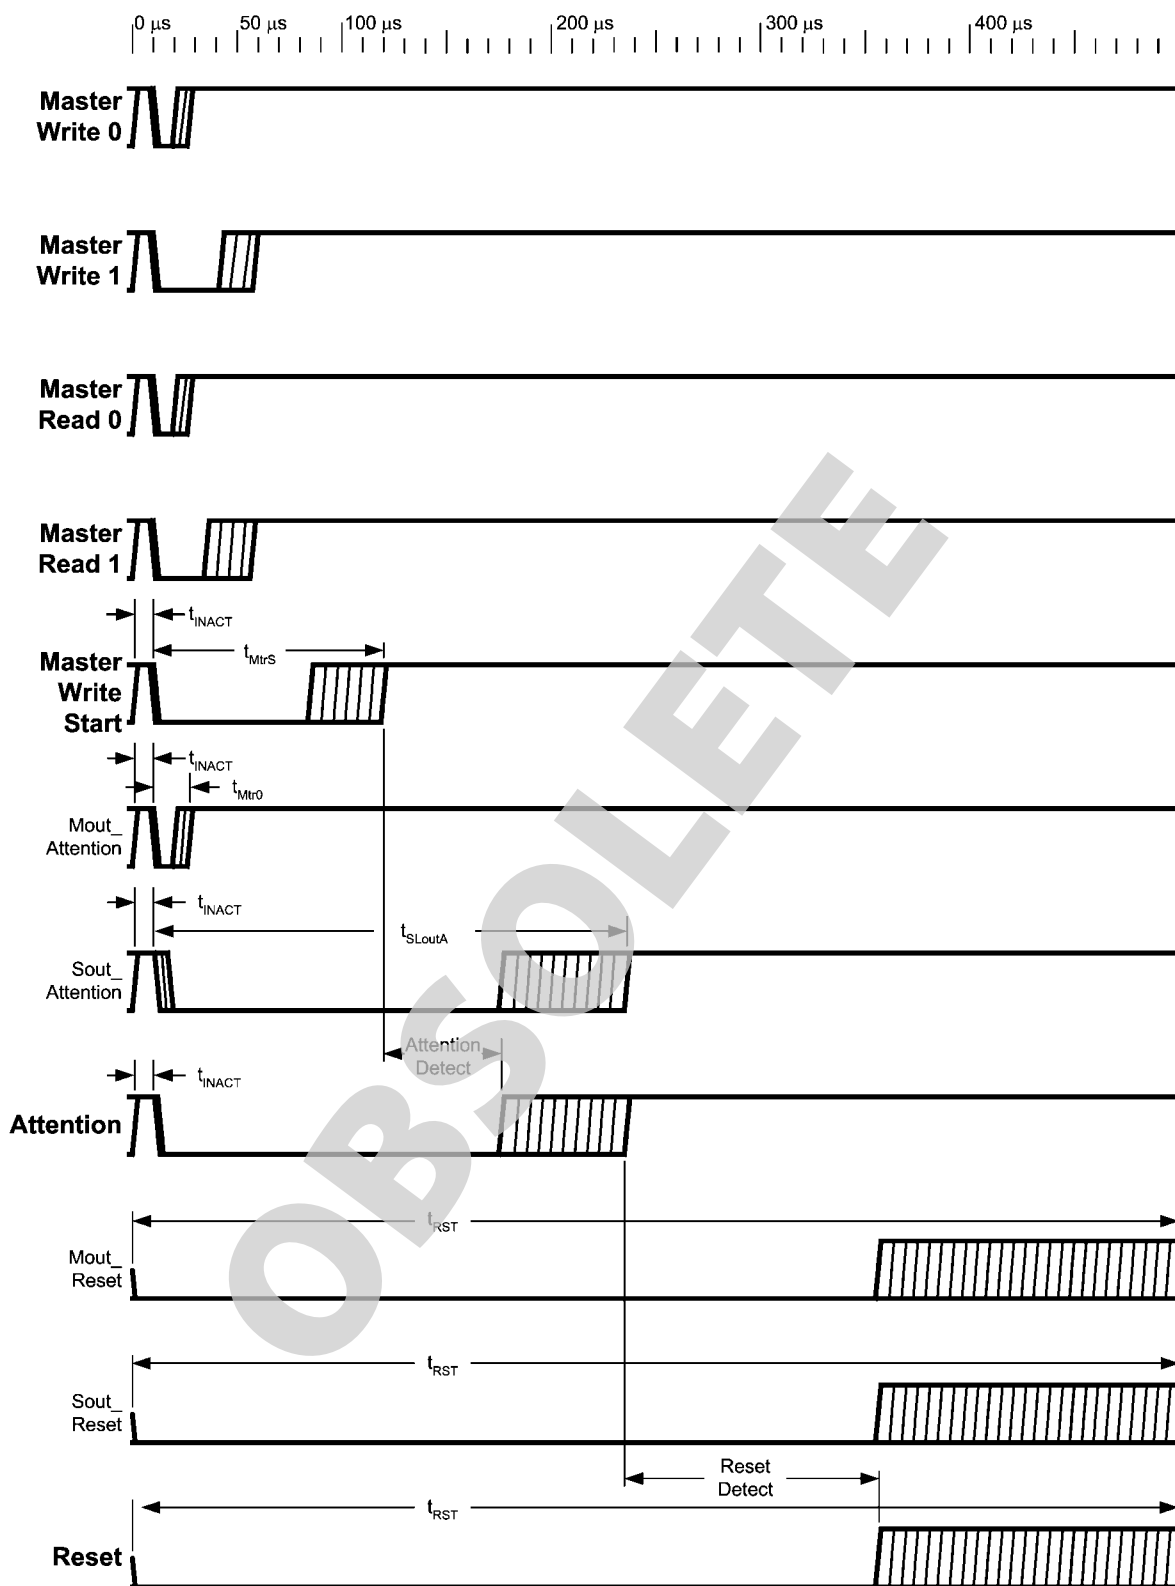 0 µs
50 µs
100 µs
200 µs
300 µs
400 µs
Master
Write 0
Master
Write 1
Master
Read 0
Master
Read 1
tINACT
tMtrS
Master
Write
Start
tINACT
tMtr0
Mout_
Attention
tINACT
tSLoutA
Sout_
Attention
Attention
Detect
tINACT
Attention
tRST
Mout_
Reset
tRST
Sout_
Reset
Reset
Detect
tRST
Reset
OBSOLETE